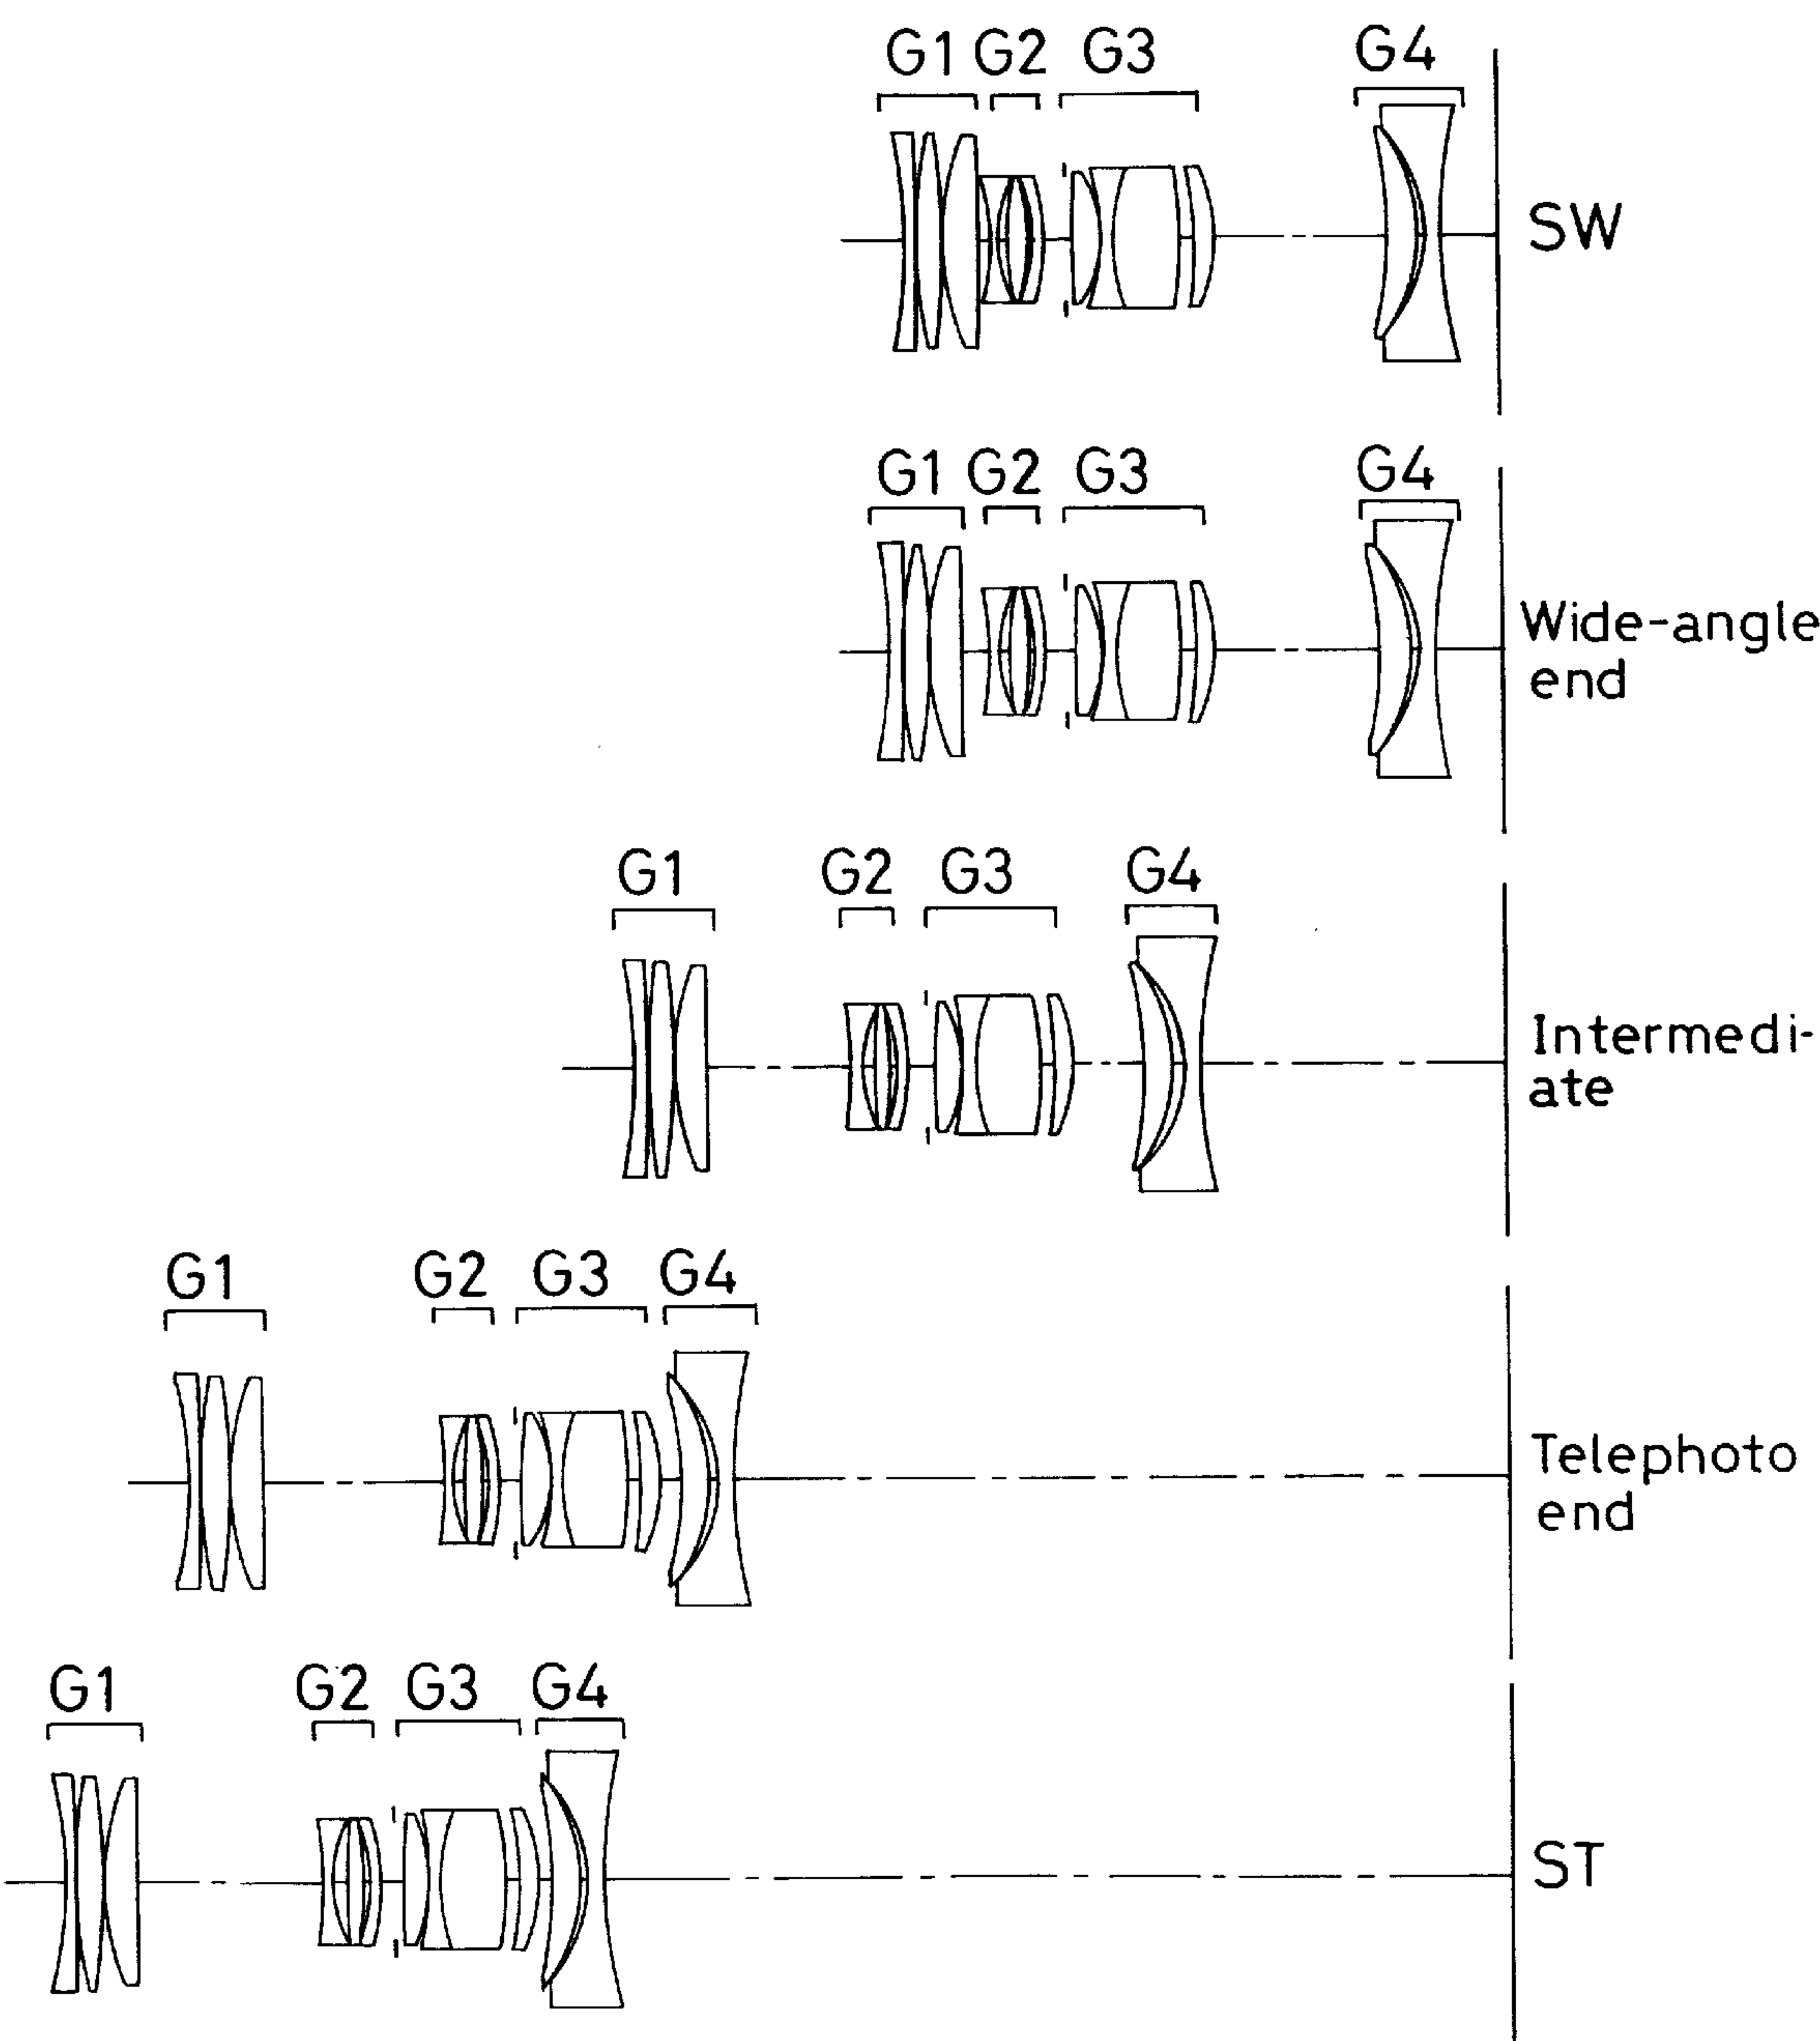 G1 G2 G3 G4
SW
G1 G2 G3 G4
Wide-angle
end
G1 G2 G3 G4
Intermedi-
ate
G1 G2 G3 G4
Telephoto
end
G1 G2 G3 G4
ST